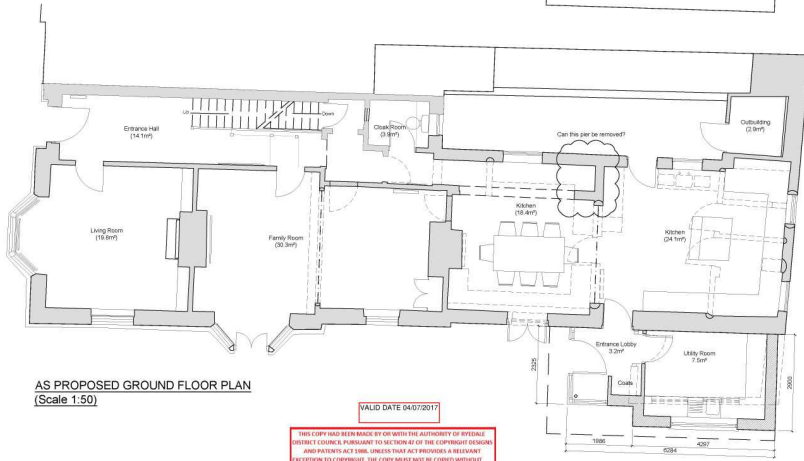 Can this pier be removed?
Outbuilding
(2.9m²)
Cloak Room
(3.9m²)
Up
Down
Entrance Hall
(14.1m²)
Living Room
(19.8m²)
Family Room
(30.3m²)
Kitchen
(18.4m²)
Kitchen
(24.1m²)
Entrance Lobby
3.2m²
Utility Room
7.5m²
Coats
2325
2900
1986
4297
6284
AS PROPOSED GROUND FLOOR PLAN
(Scale 1:50)
VALID DATE 04/07/2017
THIS COPY HAD BEEN MADE BY OR WITH THE AUTHORITY OF RYEDALE
DISTRICT COUNCIL PURSUANT TO SECTION 47 OF THE COPYRIGHT DESIGNS
AND PATENTS ACT 1988. UNLESS THAT ACT PROVIDES A RELEVANT
EXCEPTION TO COPYRIGHT, THE COPY MUST NOT BE COPIED WITHOUT